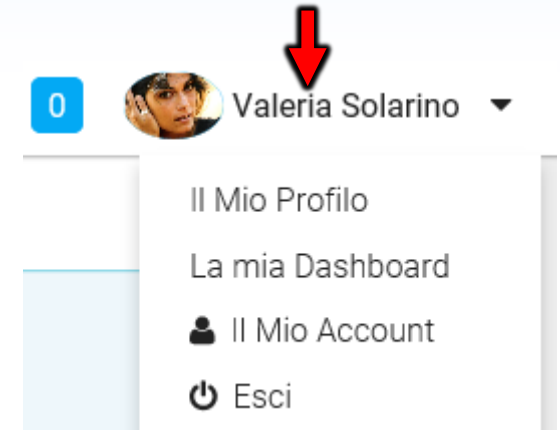 0
Valeria Solarino
Il Mio Profilo
La mia Dashboard
Il Mio Account
Esci